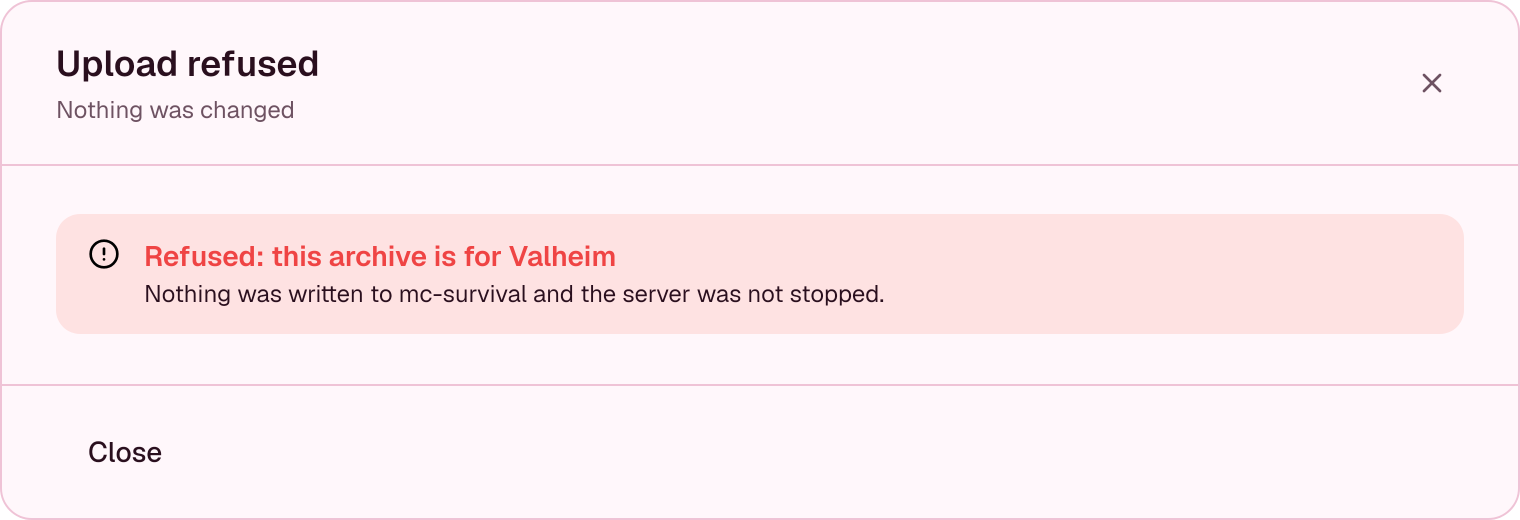 Upload refused
Nothing was changed
Refused: this archive is for Valheim
Nothing was written to mc-survival and the server was not stopped.
Close